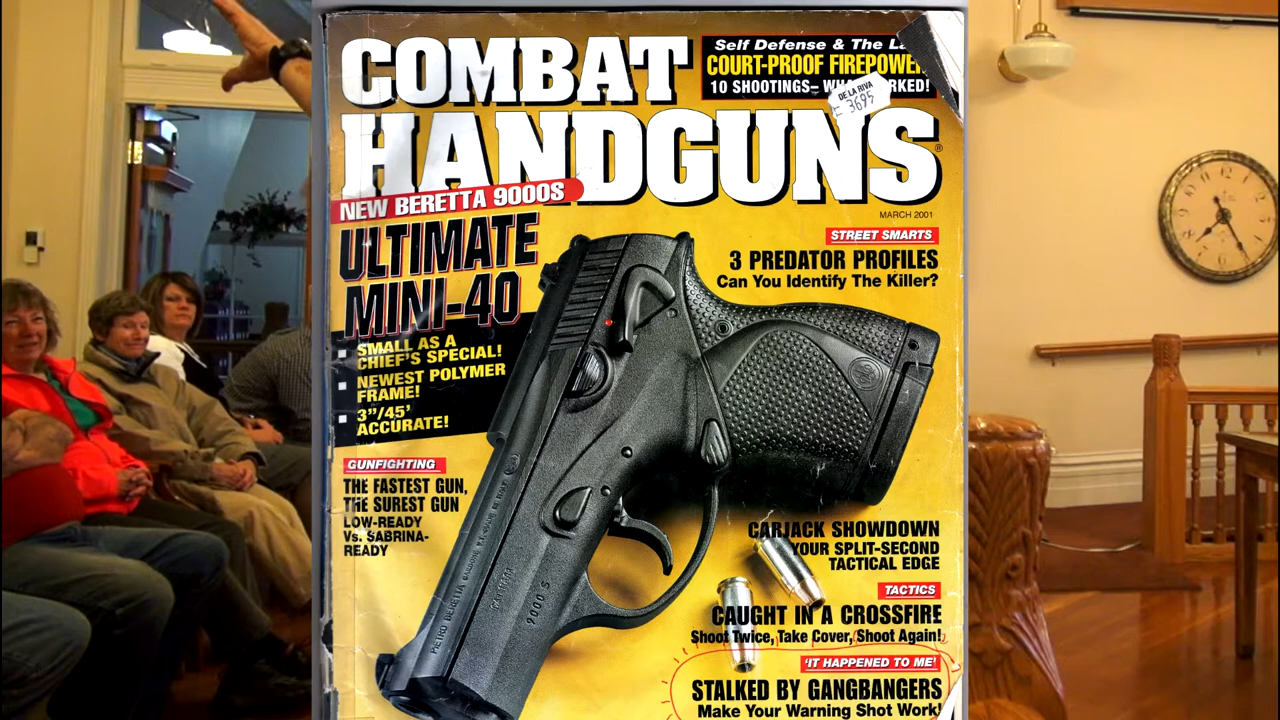 COMBAT
HANDGUNS
®
Self Defense & The
COURT-PROOF FIREPOWER
10 SHOOTINGS–
DE LA RIVA
3695
MARCH 2001
NEW BERETTA 9000S
ULTIMATE
MINI-40
SMALL AS A
CHIEF'S SPECIAL!
NEWEST POLYMER
FRAME!
3"/45'
ACCURATE!
STREET SMARTS
3 PREDATOR PROFILES
Can You Identify The Killer?
GUNFIGHTING
THE FASTEST GUN,
THE SUREST GUN
LOW-READY
Vs. SABRINA-
READY
9000 S
CARJACK SHOWDOWN
YOUR SPLIT-SECOND
TACTICAL EDGE
TACTICS
CAUGHT IN A CROSSFIRE
Shoot Twice, Take Cover, Shoot Again!
'IT HAPPENED TO ME'
STALKED BY GANGBANGERS
Make Your Warning Shot Work!